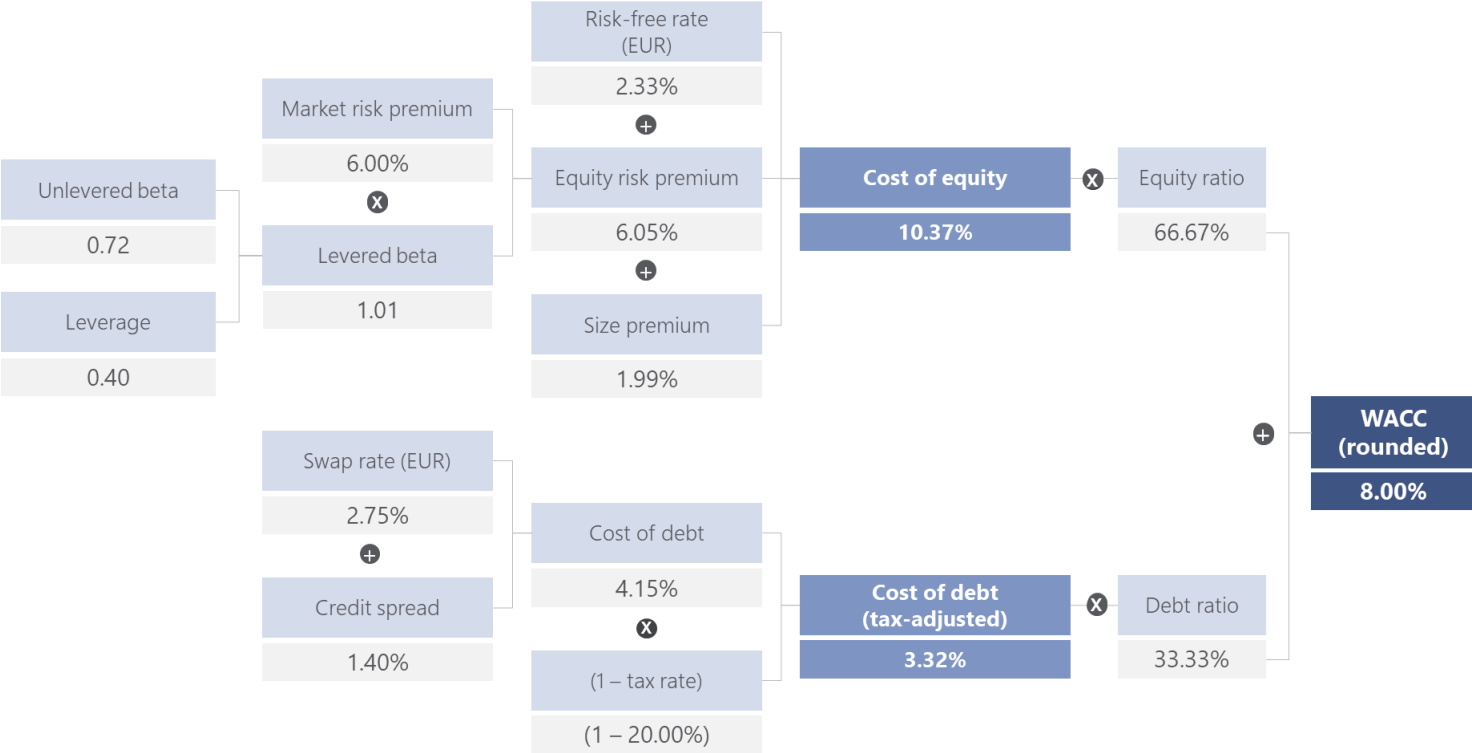 Unlevered beta
0.72
Leverage
0.40
Market risk premium
6.00%
X
Levered beta
1.01
Swap rate (EUR)
2.75%
+
Credit spread
1.40%
Risk-free rate
(EUR)
2.33%
+
Equity risk premium
6.05%
+
Size premium
1.99%
Cost of debt
4.15%
X
(1 – tax rate)
(1 – 20.00%)
Cost of equity
10.37%
X
Equity ratio
66.67%
Cost of debt
(tax-adjusted)
3.32%
X
Debt ratio
33.33%
+
WACC
(rounded)
8.00%